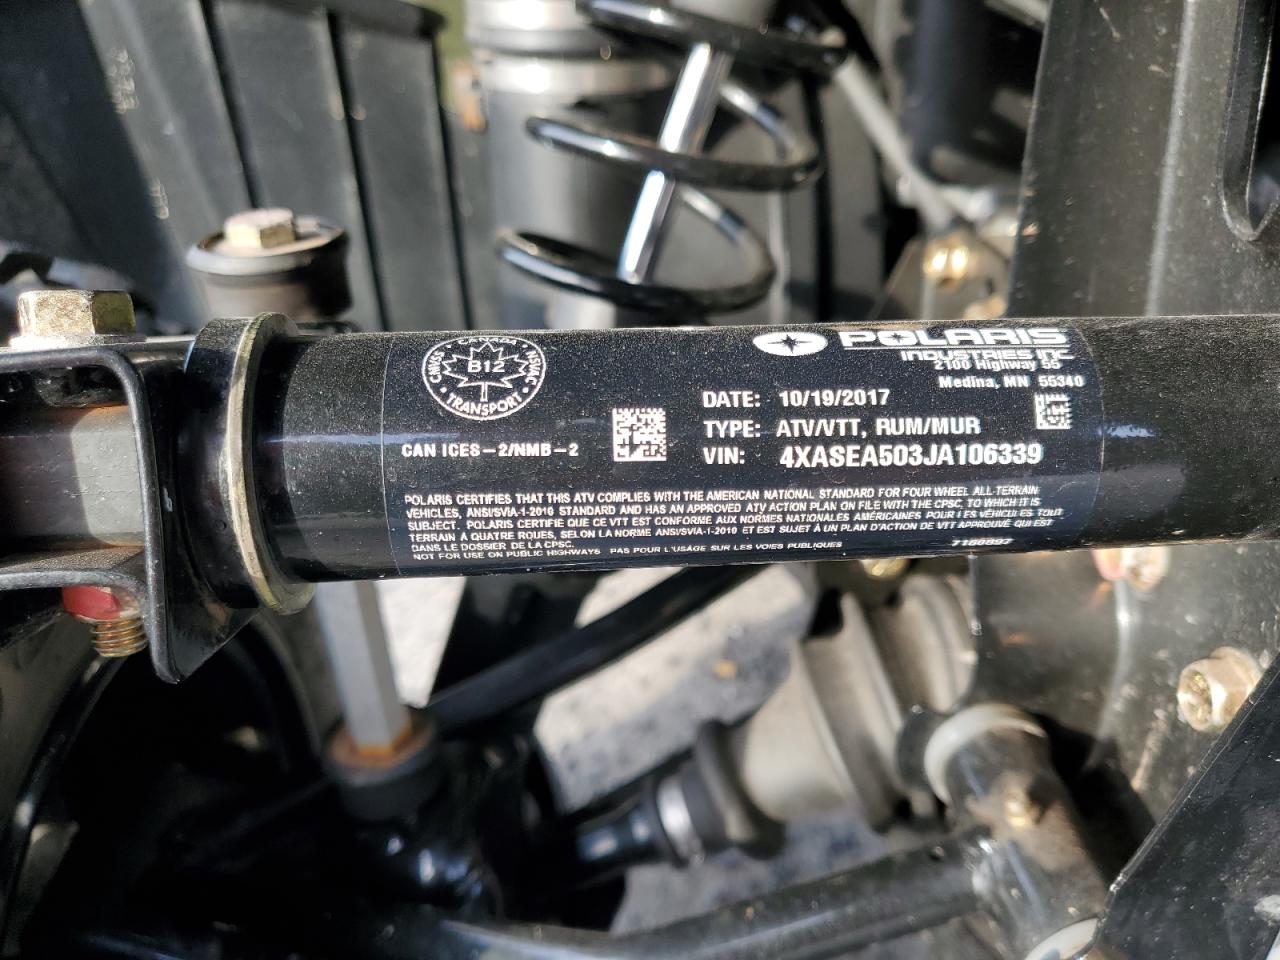 CANADA
CMVSS
NSVAC
B12
TRANSPORT
CAN ICES-2/NMB-2
POLARIS
INDUSTRIES INC.
2100 Highway 55
Medina, MN 55340
DATE: 10/19/2017
TYPE: ATV/VTT, RUM/MUR
VIN: 4XASEA503JA106339
POLARIS CERTIFIES THAT THIS ATV COMPLIES WITH THE AMERICAN NATIONAL STANDARD FOR FOUR WHEEL ALL-TERRAIN
VEHICLES, ANSI/SVIA-1-2010 STANDARD AND HAS AN APPROVED ATV ACTION PLAN ON FILE WITH THE CPSC, TO WHICH IT IS
SUBJECT. POLARIS CERTIFIE QUE CE VTT EST CONFORME AUX NORMES NATIONALES AMÉRICAINES POUR LES VÉHICULES TOUT
TERRAIN A QUATRE ROUES, SELON LA NORME ANSI/SVIA-1-2010 ET EST SUJET À UN PLAN D'ACTION DE VTT APPROUVÉ QUI EST
DANS LE DOSSIER DE LA CPSC.
NOT FOR USE ON PUBLIC HIGHWAYS PAS POUR L'USAGE SUR LES VOIES PUBLIQUES
7180897